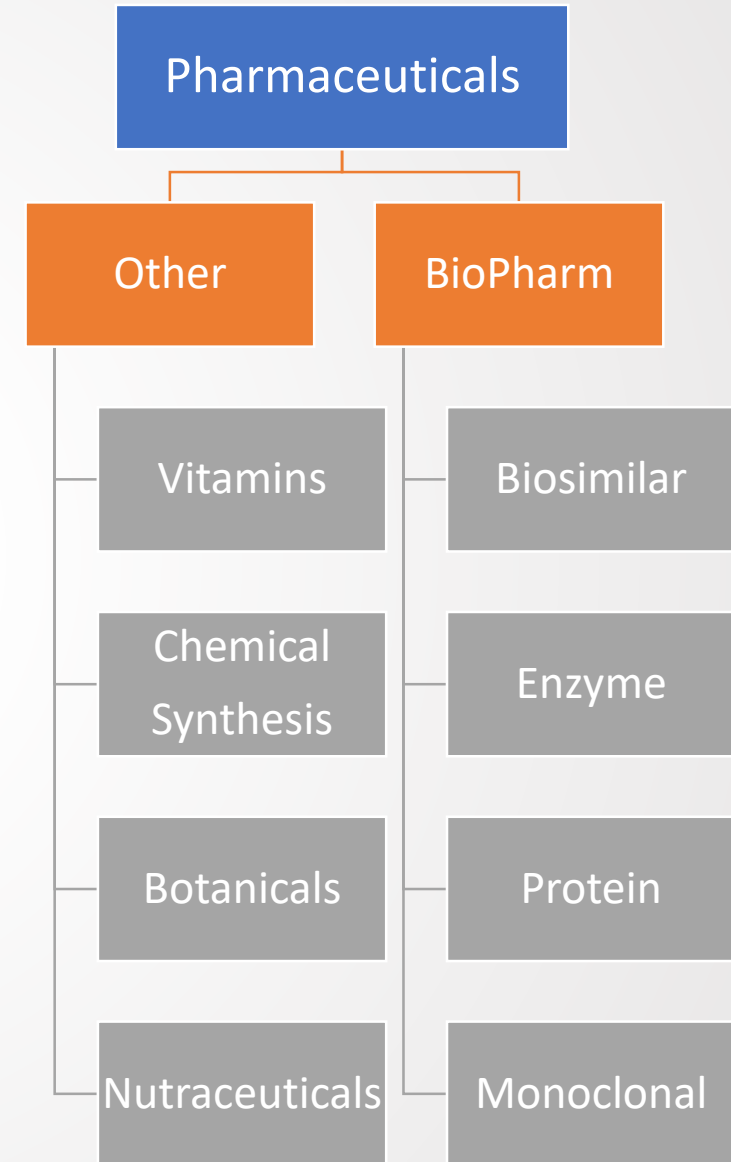 Pharmaceuticals
Other
BioPharm
Vitamins
Biosimilar
Chemical
Synthesis
Enzyme
Botanicals
Protein
Nutraceuticals
Monoclonal